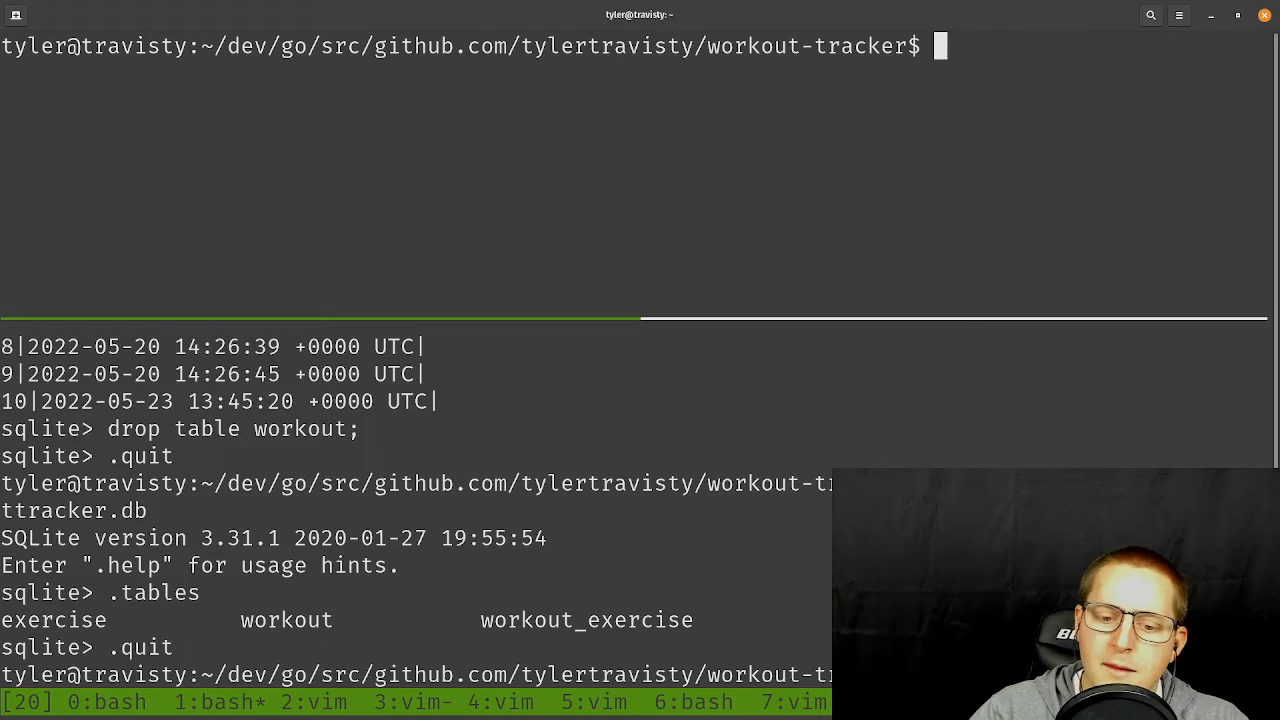 tyler@travisty: ~
tyler@travisty:~/dev/go/src/github.com/tylertravisty/workout-tracker$
8|2022-05-20 14:26:39 +0000 UTC|
9|2022-05-20 14:26:45 +0000 UTC|
10|2022-05-23 13:45:20 +0000 UTC|
sqlite> drop table workout;
sqlite> .quit
tyler@travisty:~/dev/go/src/github.com/tylertravisty/workout-tr
ttracker.db
SQLite version 3.31.1 2020-01-27 19:55:54
Enter ".help" for usage hints.
sqlite> .tables
exercise workout workout_exercise
sqlite> .quit
tyler@travisty:~/dev/go/src/github.com/tylertravisty/workout-tr
[20] 0:bash 1:bash* 2:vim 3:vim- 4:vim 5:vim 6:bash 7:vim